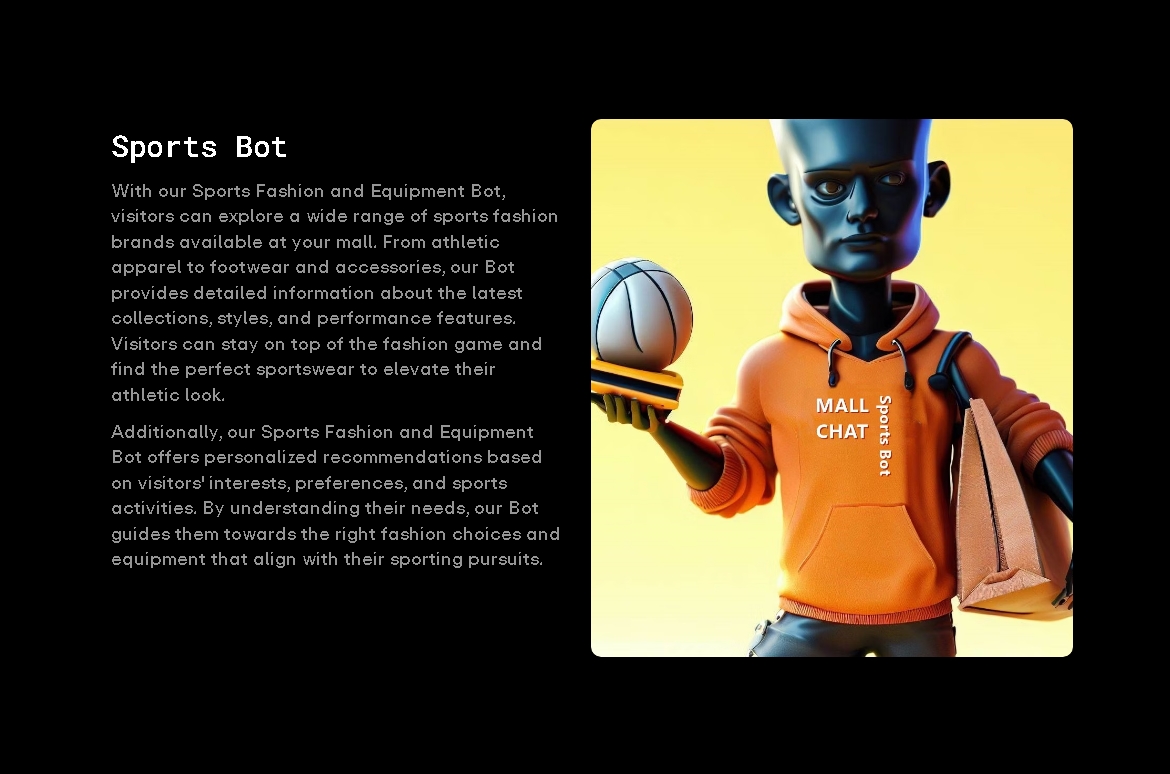 Sports Bot
With our Sports Fashion and Equipment Bot,
visitors can explore a wide range of sports fashion
brands available at your mall. From athletic
apparel to footwear and accessories, our Bot
provides detailed information about the latest
collections, styles, and performance features.
Visitors can stay on top of the fashion game and
find the perfect sportswear to elevate their
athletic look.
Additionally, our Sports Fashion and Equipment
Bot offers personalized recommendations based
on visitors' interests, preferences, and sports
activities. By understanding their needs, our Bot
guides them towards the right fashion choices and
equipment that align with their sporting pursuits.
MALL
CHAT
Sports Bot